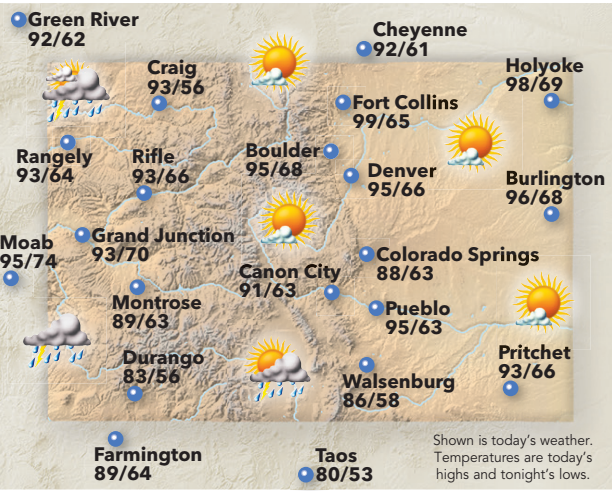 Green River
92/62
Cheyenne
92/61
Craig
93/56
Holyoke
98/69
Fort Collins
99/65
Rangely
93/64
Rifle
93/66
Boulder
95/68
Denver
95/66
Burlington
96/68
Moab
95/74
Grand Junction
93/70
Colorado Springs
88/63
Canon City
91/63
Montrose
89/63
Pueblo
95/63
Durango
83/56
Walsenburg
86/58
Pritchet
93/66
Farmington
89/64
Taos
80/53
Shown is today's weather.
Temperatures are today's
highs and tonight's lows.